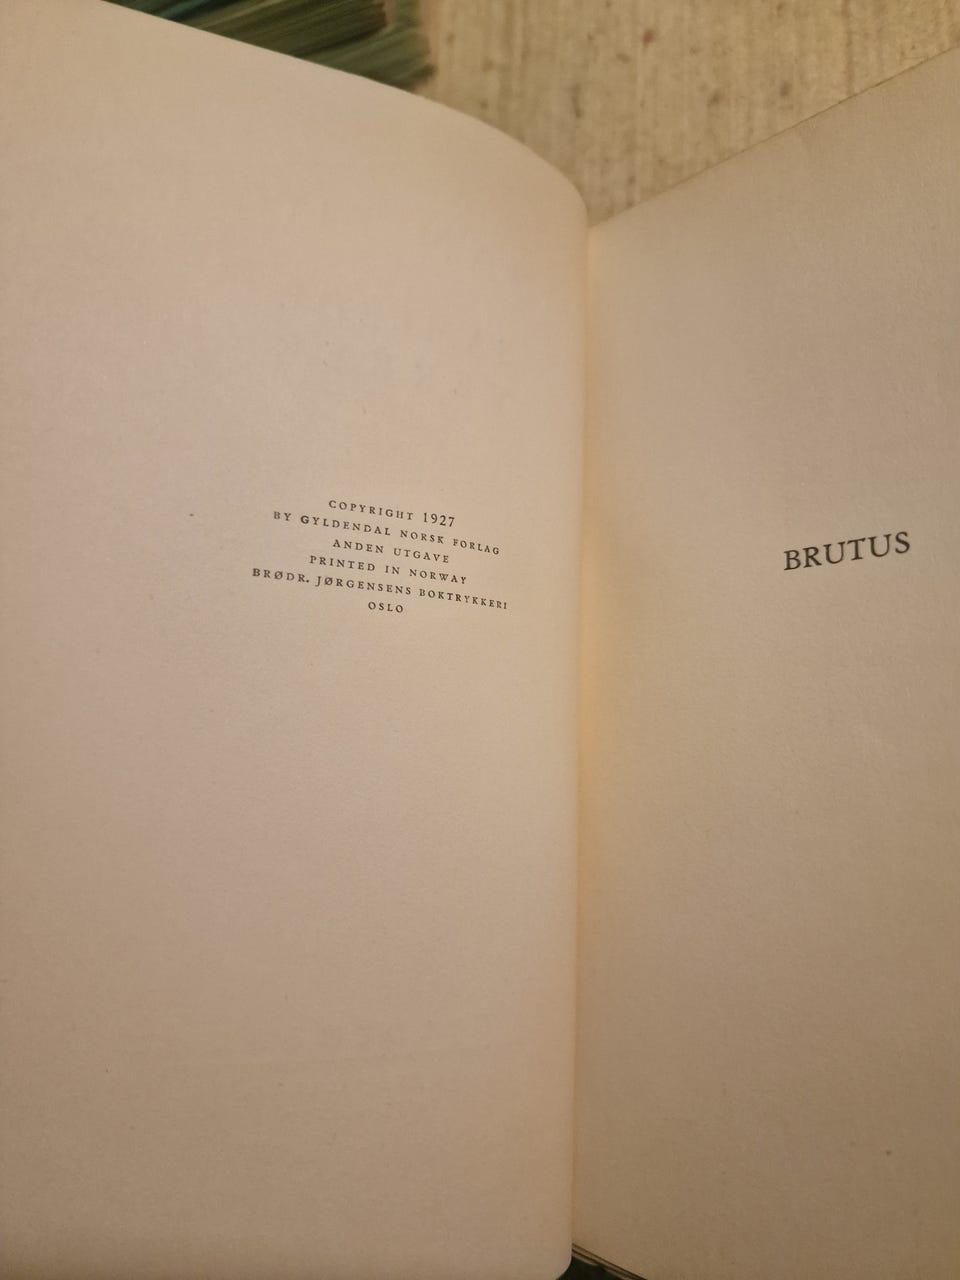 COPYRIGHT 1927
BY GYLDENDAL NORSK FORLAG
ANDEN UTGAVE
PRINTED IN NORWAY
BRØDR. JØRGENSENS BOKTRYKKERI
OSLO
BRUTUS